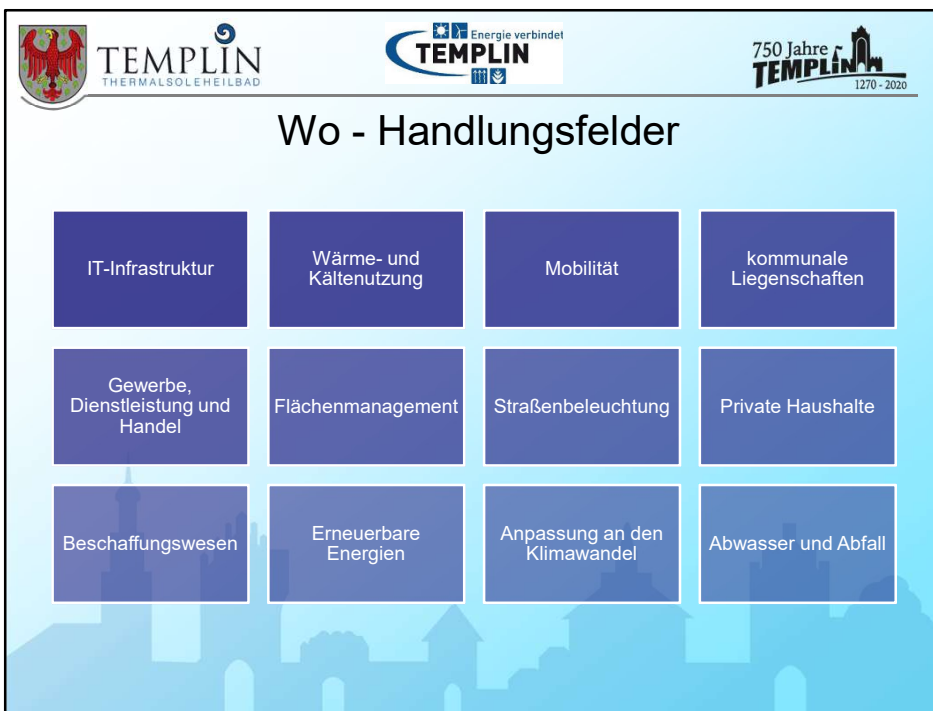 TEMPLIN
THERMALSOLEHEILBAD
Energie verbindet
TEMPLIN
750 Jahre
TEMPLIN
1270 - 2020
Wo - Handlungsfelder
IT-Infrastruktur
Wärme- und
Kältenutzung
Mobilität
kommunale
Liegenschaften
Gewerbe,
Dienstleistung und
Handel
Flächenmanagement
Straßenbeleuchtung
Private Haushalte
Beschaffungswesen
Erneuerbare
Energien
Anpassung an den
Klimawandel
Abwasser und Abfall